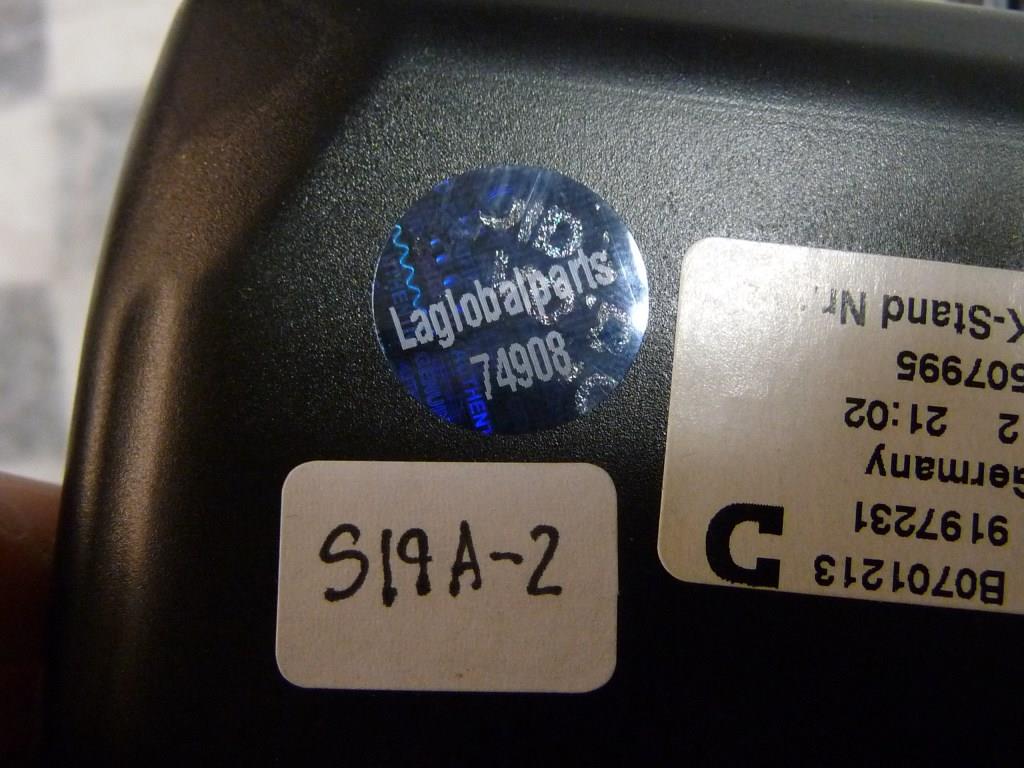 Laglobalparts
74908
S19A-2
B0701213
9197231
Germany
2 21:02
507995
-Stand Nr.: